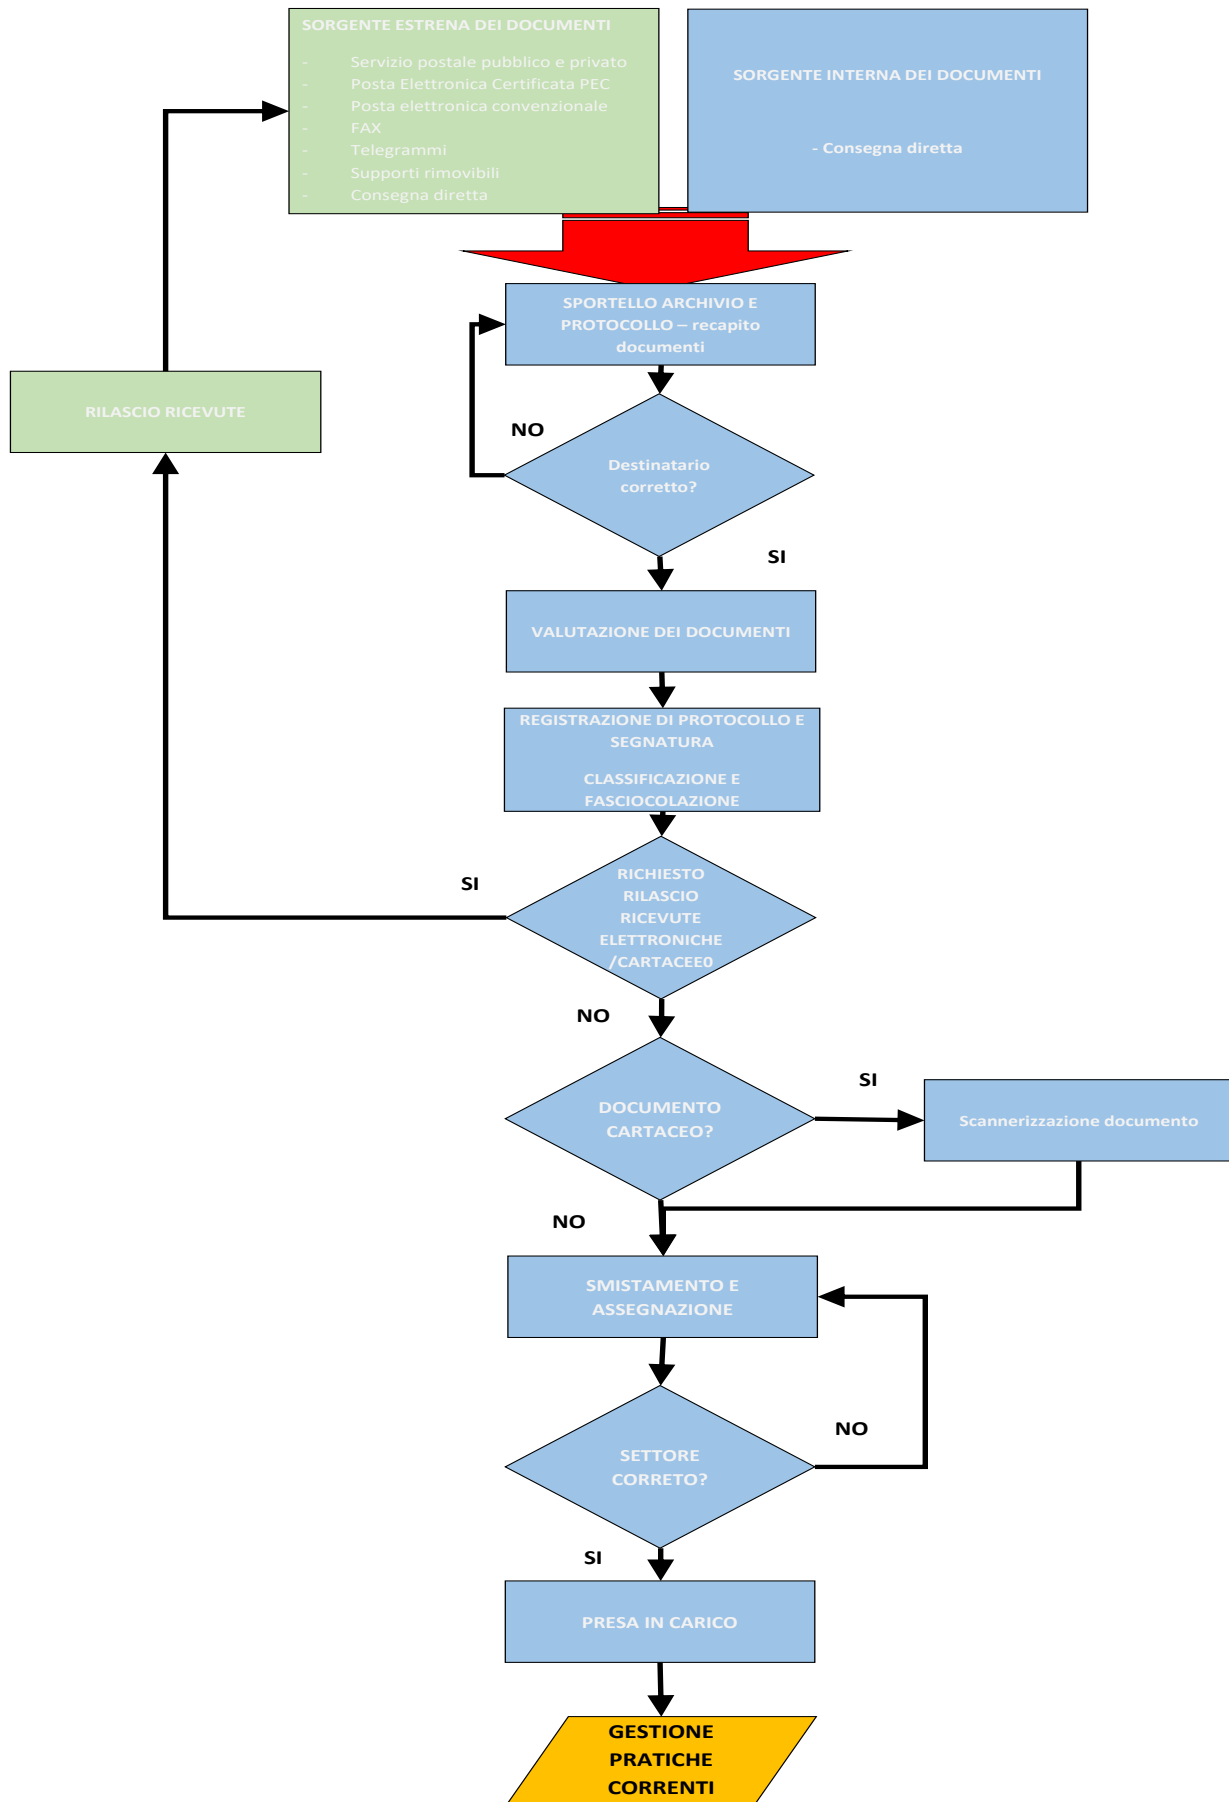 SORGENTE ESTRENA DEI DOCUMENTI
- Servizio postale pubblico e privato
- Posta Elettronica Certificata PEC
- Posta elettronica convenzionale
- FAX
- Telegrammi
- Supporti rimovibili
- Consegna diretta
SORGENTE INTERNA DEI DOCUMENTI
- Consegna diretta
SPORTELLO ARCHIVIO E
PROTOCOLLO – recapito
documenti
RILASCIO RICEVUTE
NO
Destinatario
corretto?
SI
VALUTAZIONE DEI DOCUMENTI
REGISTRAZIONE DI PROTOCOLLO E
SEGNATURA
CLASSIFICAZIONE E
FASCIOCOLAZIONE
SI
RICHIESTO
RILASCIO
RICEVUTE
ELETTRONICHE
/CARTACEE0
NO
DOCUMENTO
CARTACEO?
SI
Scannerizzazione documento
NO
SMISTAMENTO E
ASSEGNAZIONE
SETTORE
CORRETO?
NO
SI
PRESA IN CARICO
GESTIONE
PRATICHE
CORRENTI